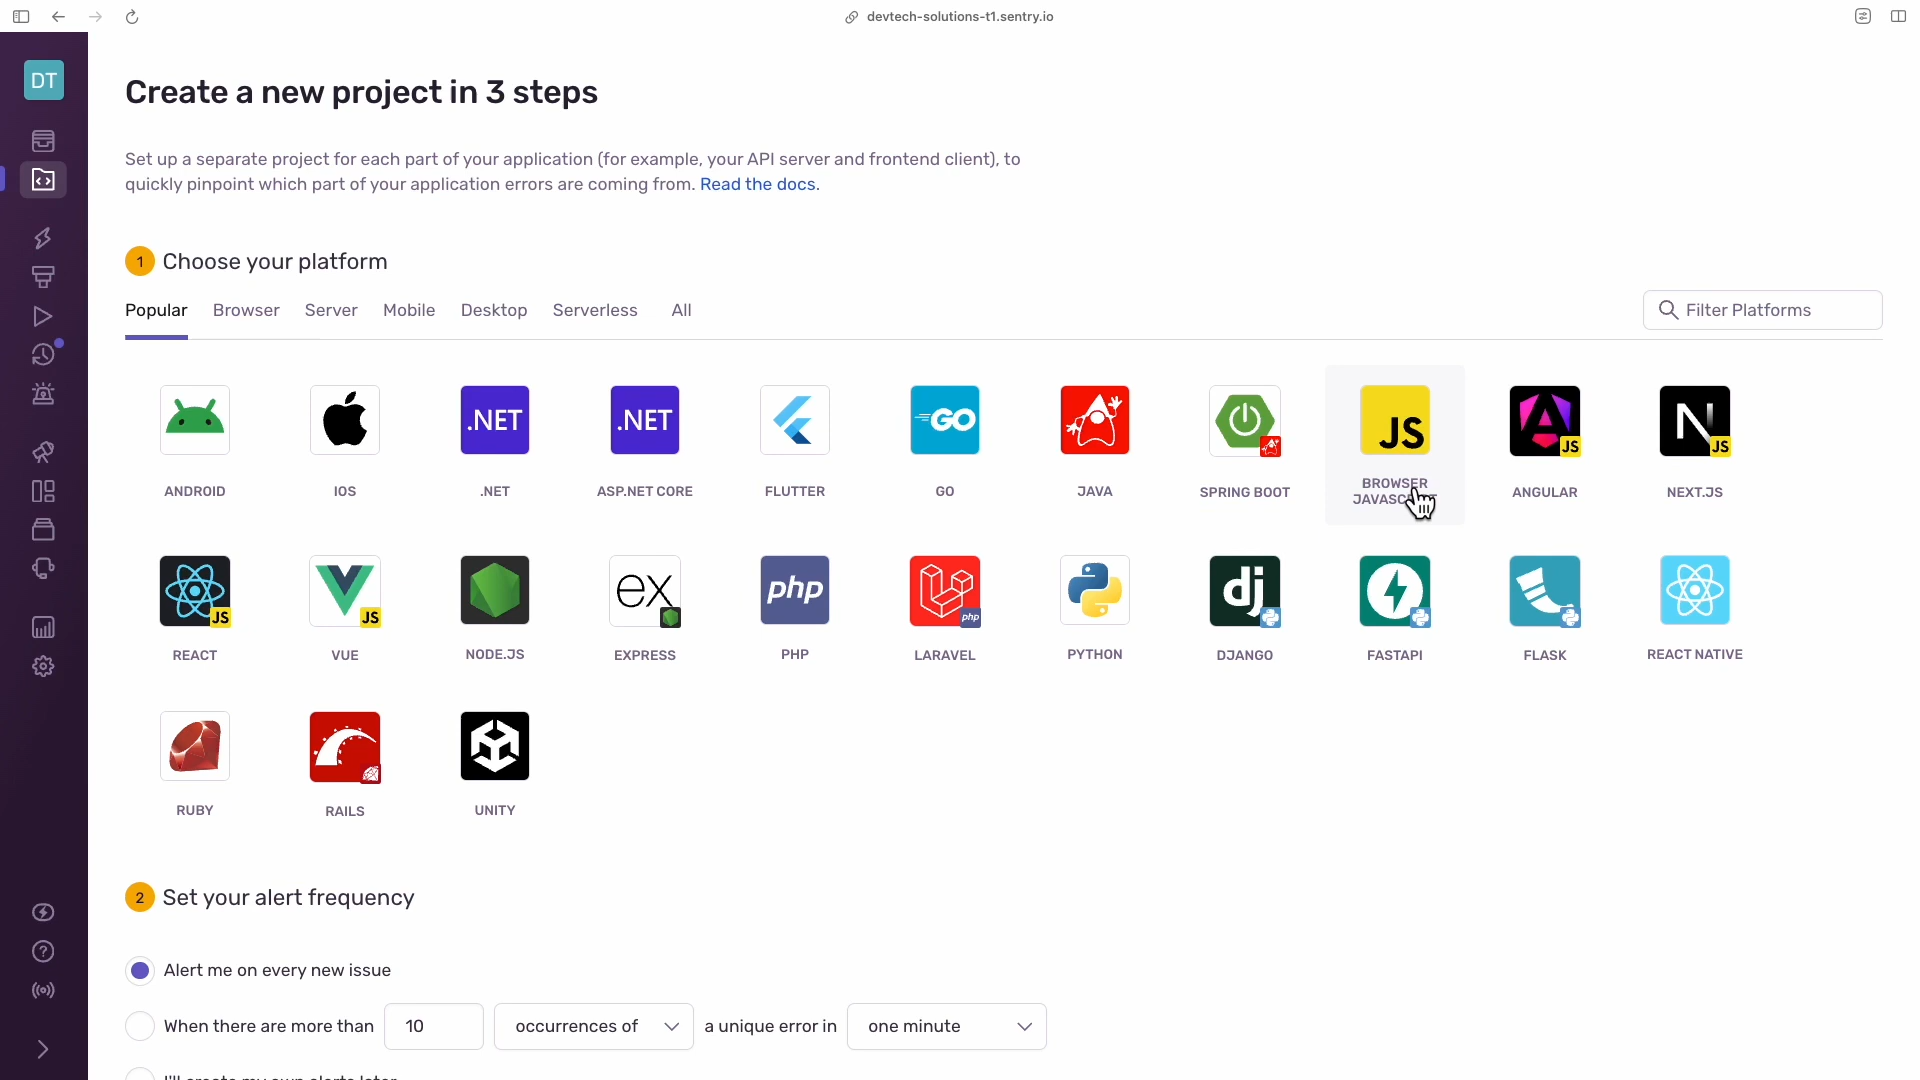 devtech-solutions-t1.sentry.io
DT
Create a new project in 3 steps
Set up a separate project for each part of your application (for example, your API server and frontend client), to
quickly pinpoint which part of your application errors are coming from. Read the docs.
1 Choose your platform
Popular Browser Server Mobile Desktop Serverless All
Filter Platforms
.NET .NET GO JS JS N JS
ANDROID IOS .NET ASP.NET CORE FLUTTER GO JAVA SPRING BOOT BROWSER ANGULAR NEXT.JS
JS JS ex php php dj
REACT VUE NODE.JS EXPRESS PHP LARAVEL PYTHON DJANGO FASTAPI FLASK REACT NATIVE
RUBY RAILS UNITY
2 Set your alert frequency
Alert me on every new issue
When there are more than 10 occurrences of a unique error in one minute
I'll create my own alerts later